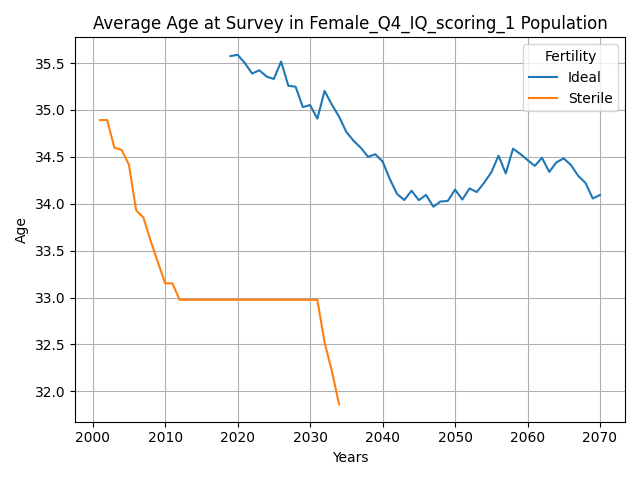 Average Age at Survey in Female_Q4_IQ_scoring_1 Population
Fertility
Ideal
Sterile
Age
35.5
35.0
34.5
34.0
33.5
33.0
32.5
32.0
2000 2010 2020 2030 2040 2050 2060 2070
Years